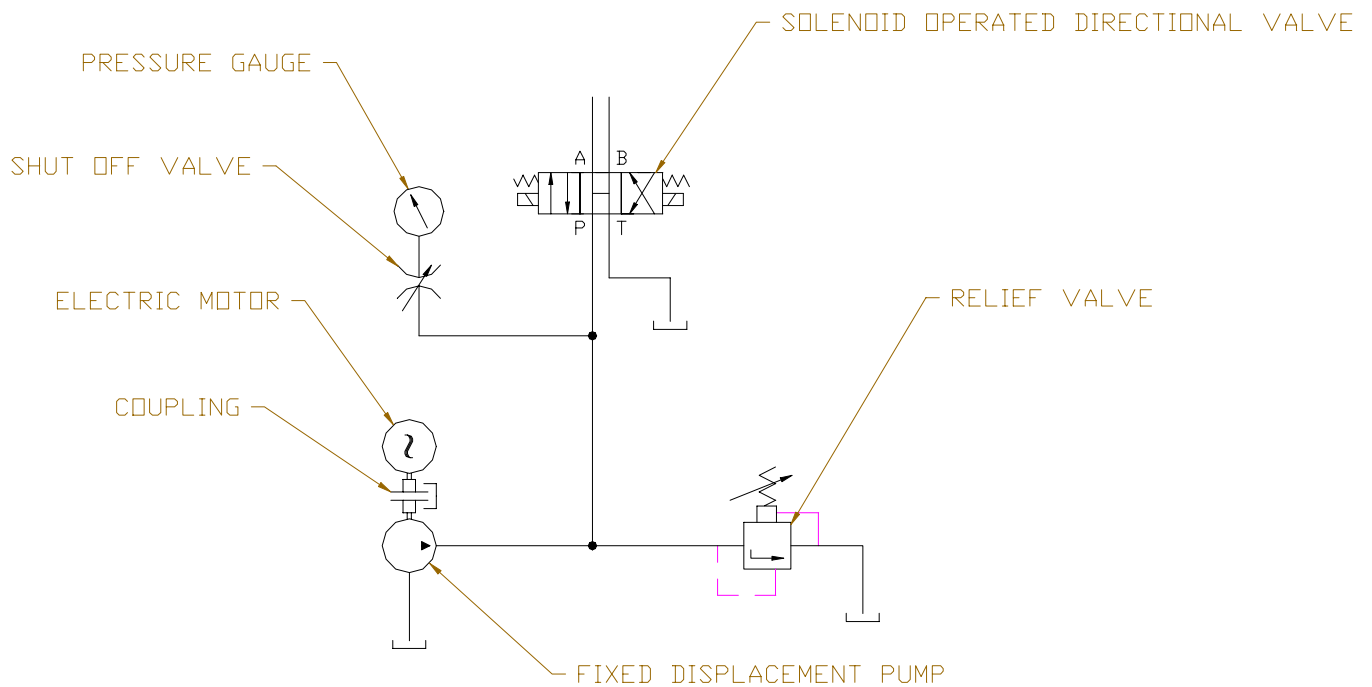 SOLENOID OPERATED DIRECTIONAL VALVE
PRESSURE GAUGE
SHUT OFF VALVE
A B
P T
ELECTRIC MOTOR
RELIEF VALVE
COUPLING
FIXED DISPLACEMENT PUMP